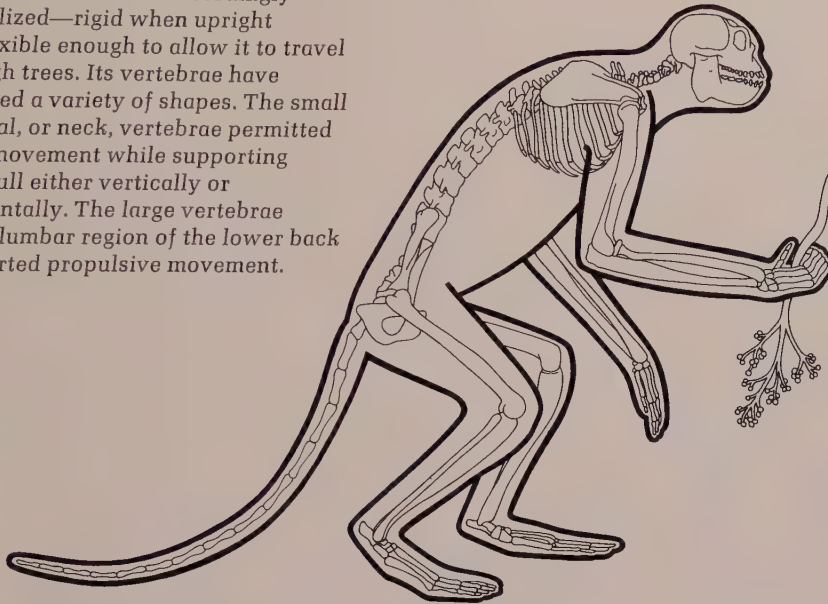 lized—rigid when upright
xible enough to allow it to travel
h trees. Its vertebrae have
ed a variety of shapes. The small
al, or neck, vertebrae permitted
movement while supporting
ull either vertically or
ntally. The large vertebrae
lumbar region of the lower back
rted propulsive movement.